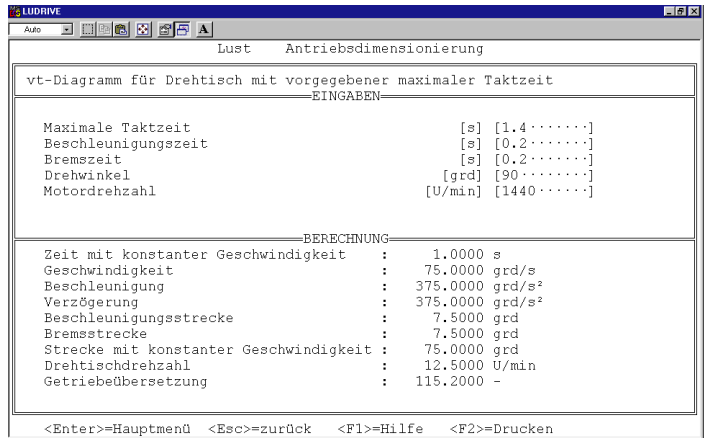 LUDRIVE
Auto A
Lust Antriebsdimensionierung
vt-Diagramm für Drehtisch mit vorgegebener maximaler Taktzeit
EINGABEN
Maximale Taktzeit [s] [1.4·······]
Beschleunigungszeit [s] [0.2·······]
Bremszeit [s] [0.2·······]
Drehwinkel [grd] [90········]
Motordrehzahl [U/min] [1440······]
BERECHNUNG
Zeit mit konstanter Geschwindigkeit : 1.0000 s
Geschwindigkeit : 75.0000 grd/s
Beschleunigung : 375.0000 grd/s²
Verzögerung : 375.0000 grd/s²
Beschleunigungsstrecke : 7.5000 grd
Bremsstrecke : 7.5000 grd
Strecke mit konstanter Geschwindigkeit : 75.0000 grd
Drehtischdrehzahl : 12.5000 U/min
Getriebeübersetzung : 115.2000 -
<Enter>=Hauptmenü <Esc>=zurück <F1>=Hilfe <F2>=Drucken